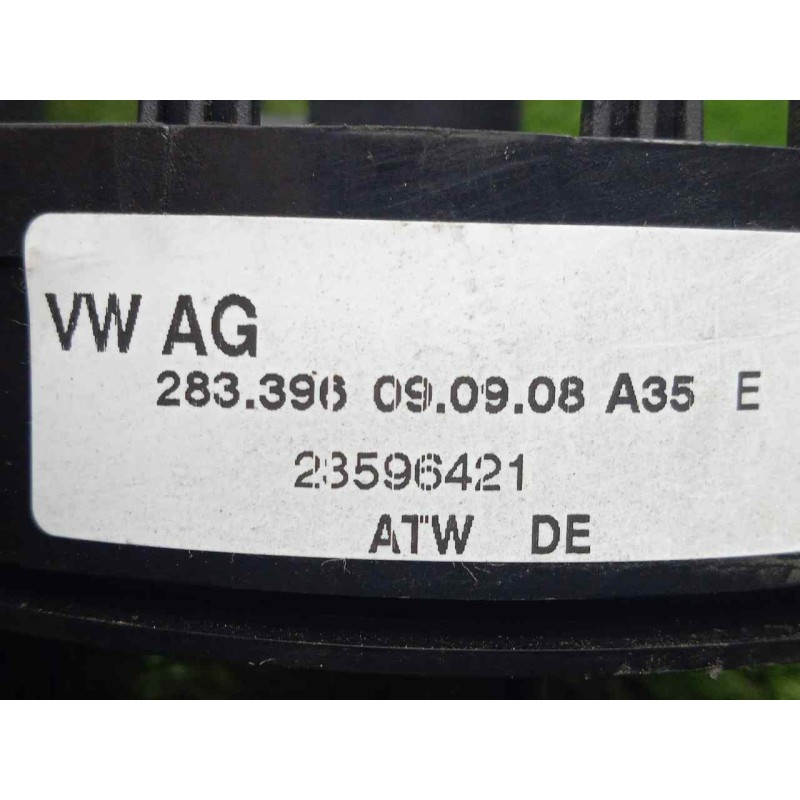 VW AG
283.396 09.09.08 A35 E
23596421
ATW DE